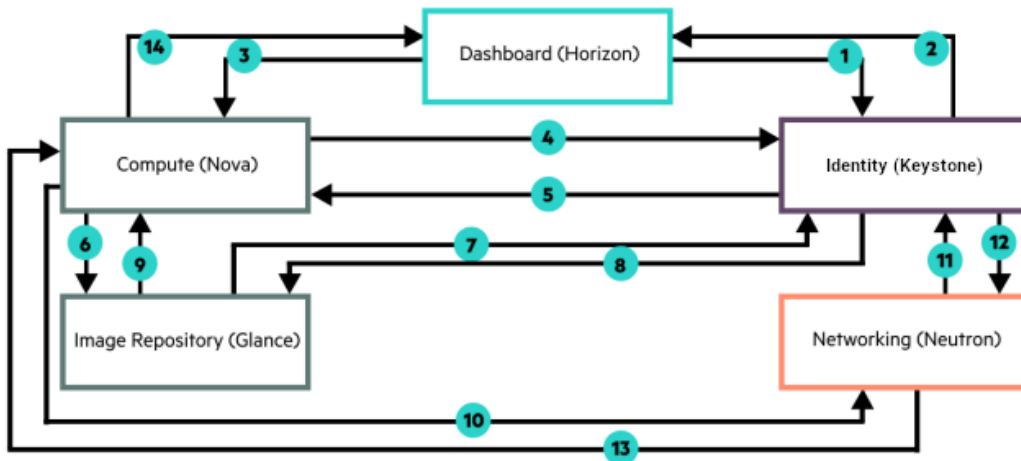 14
3
Dashboard (Horizon)
1
2
Compute (Nova)
4
Identity (Keystone)
5
6
9
7
8
11
12
Image Repository (Glance)
Networking (Neutron)
10
13